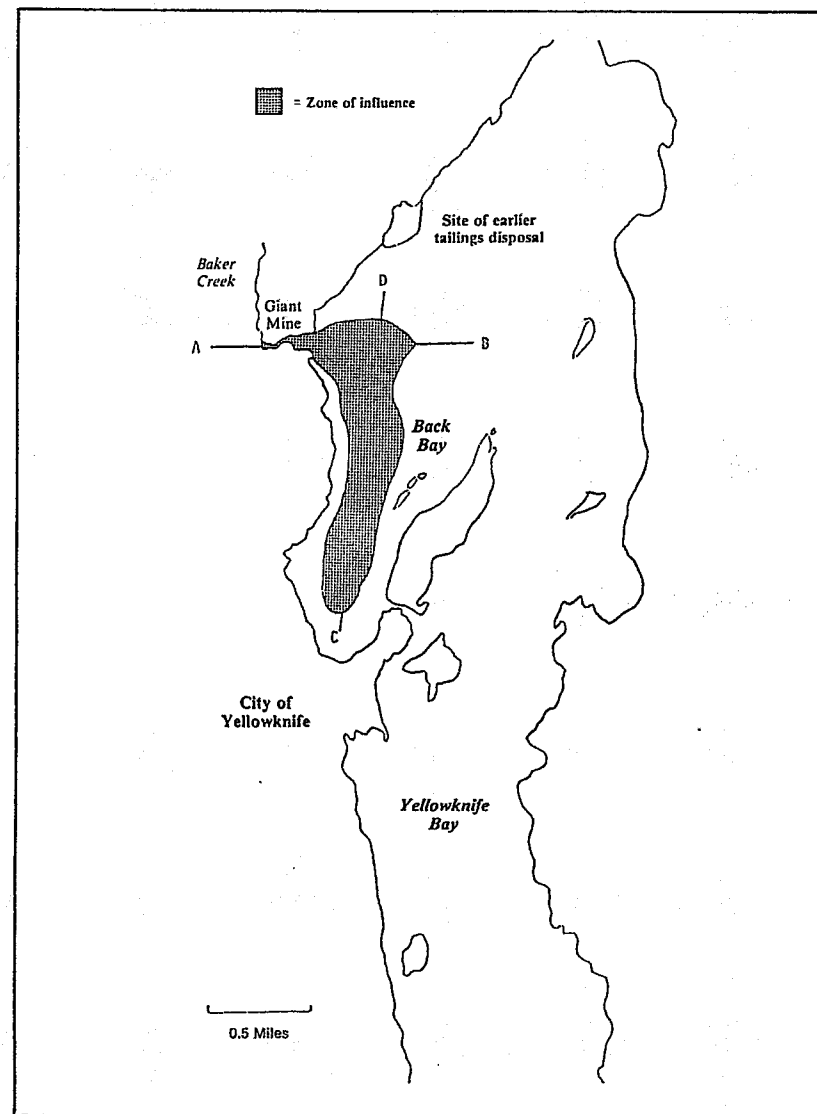 = Zone of influence
Site of earlier
tailings disposal
Baker
Creek
D
Giant
Mine
A
B
Back
Bay
C
City of
Yellowknife
Yellowknife
Bay
0.5 Miles